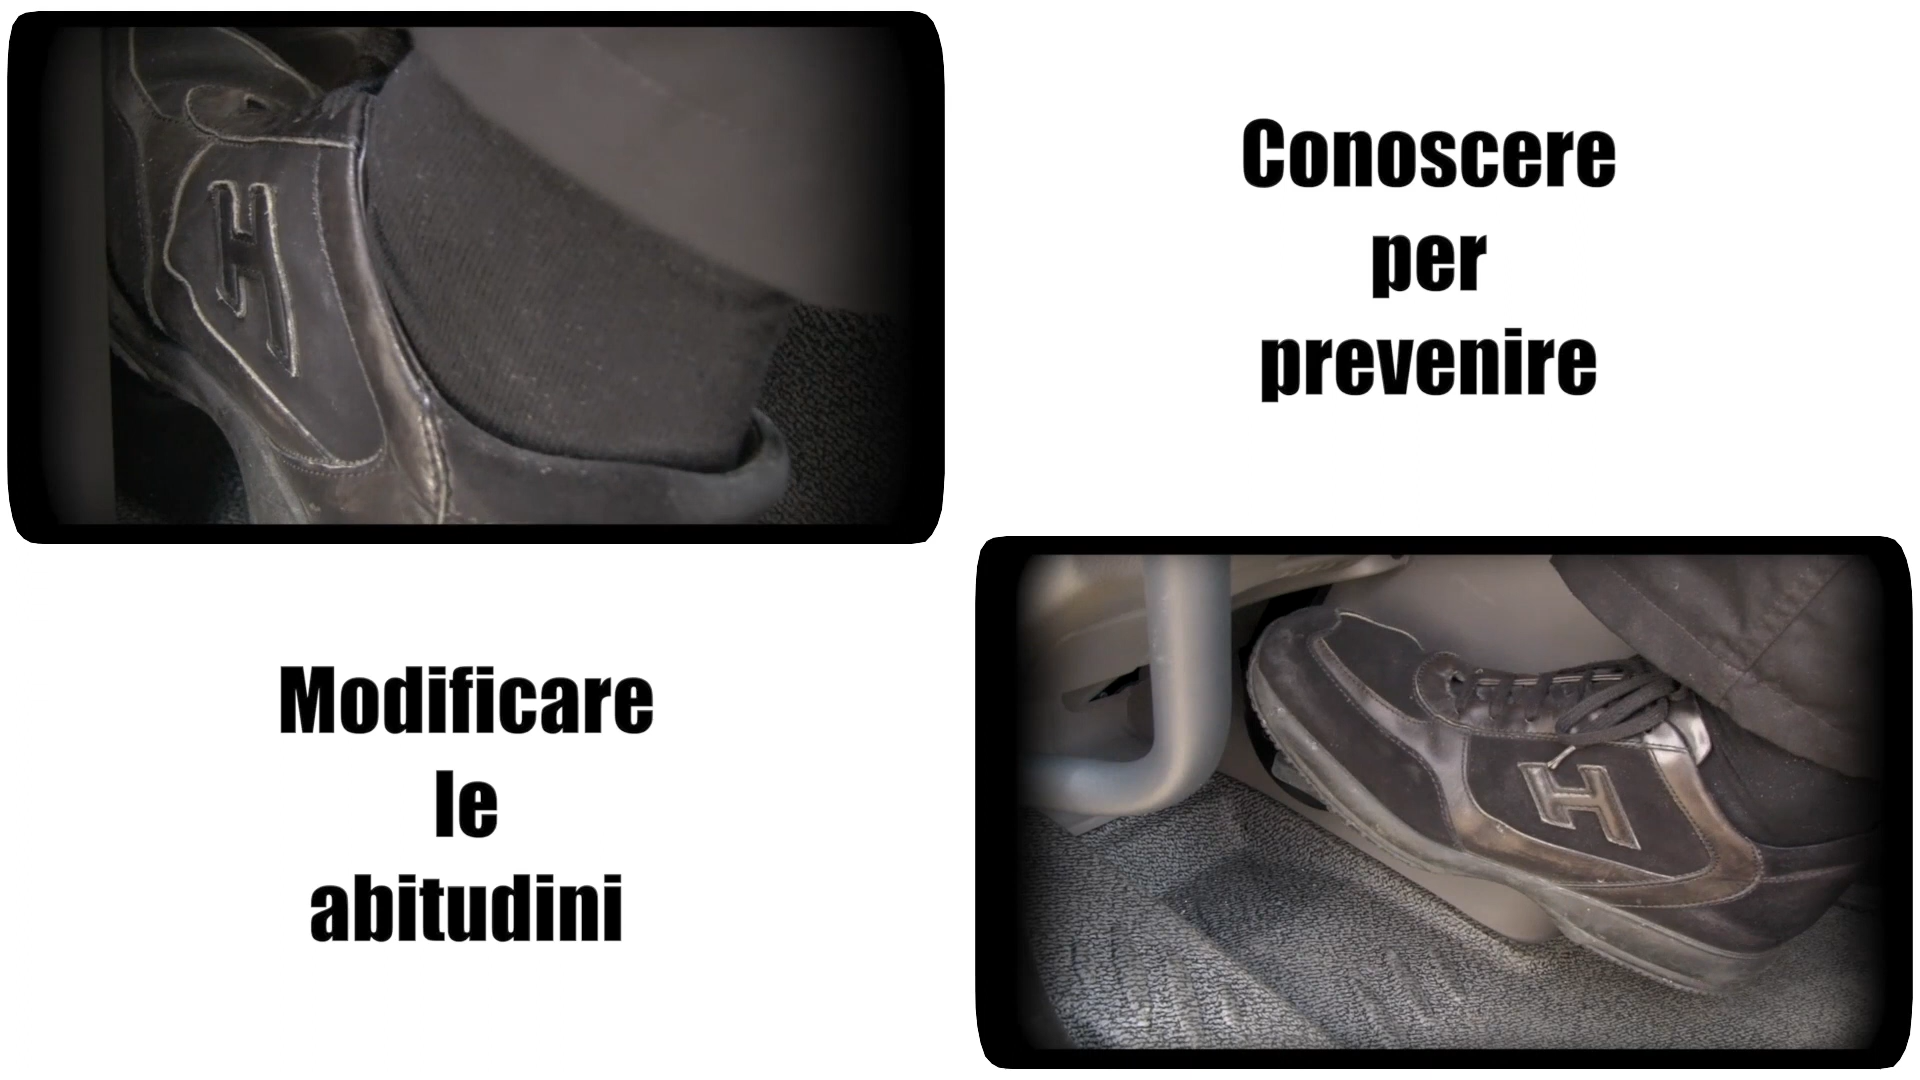 Conoscere
per
prevenire
Modificare
le
abitudini
H
H